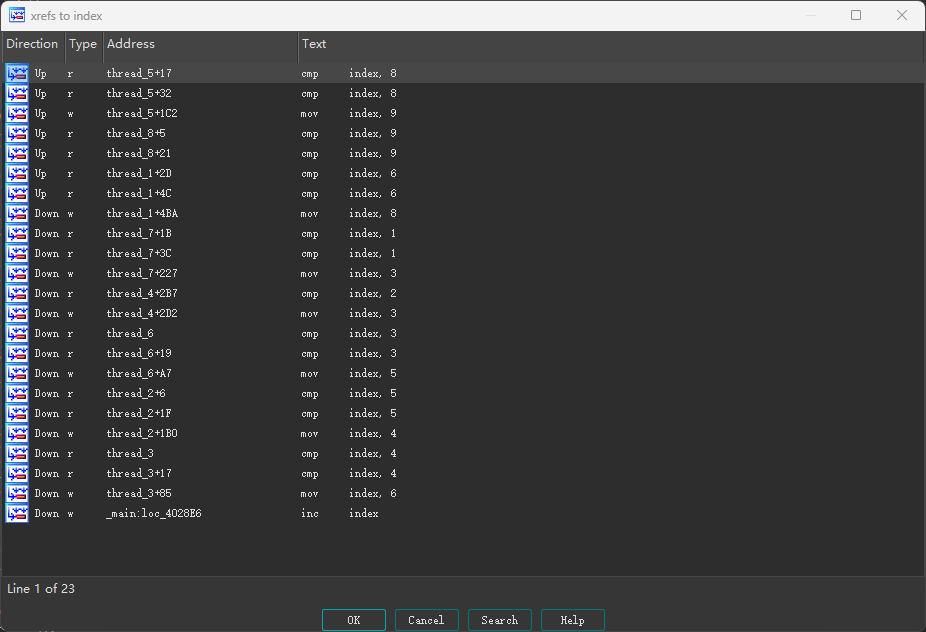 xrefs to index
Direction Type Address Text
Up r thread_5+17 cmp index, 8
Up r thread_5+32 cmp index, 8
Up w thread_5+1C2 mov index, 9
Up r thread_8+5 cmp index, 9
Up r thread_8+21 cmp index, 9
Up r thread_1+2D cmp index, 6
Up r thread_1+4C cmp index, 6
Down w thread_1+4BA mov index, 8
Down r thread_7+1B cmp index, 1
Down r thread_7+3C cmp index, 1
Down w thread_7+227 mov index, 3
Down r thread_4+2B7 cmp index, 2
Down w thread_4+2D2 mov index, 3
Down r thread_6 cmp index, 3
Down r thread_6+19 cmp index, 3
Down w thread_6+A7 mov index, 5
Down r thread_2+6 cmp index, 5
Down r thread_2+1F cmp index, 5
Down w thread_2+1B0 mov index, 4
Down r thread_3 cmp index, 4
Down r thread_3+17 cmp index, 4
Down w thread_3+85 mov index, 6
Down w _main:loc_4028E6 inc index
Line 1 of 23
OK Cancel Search Help